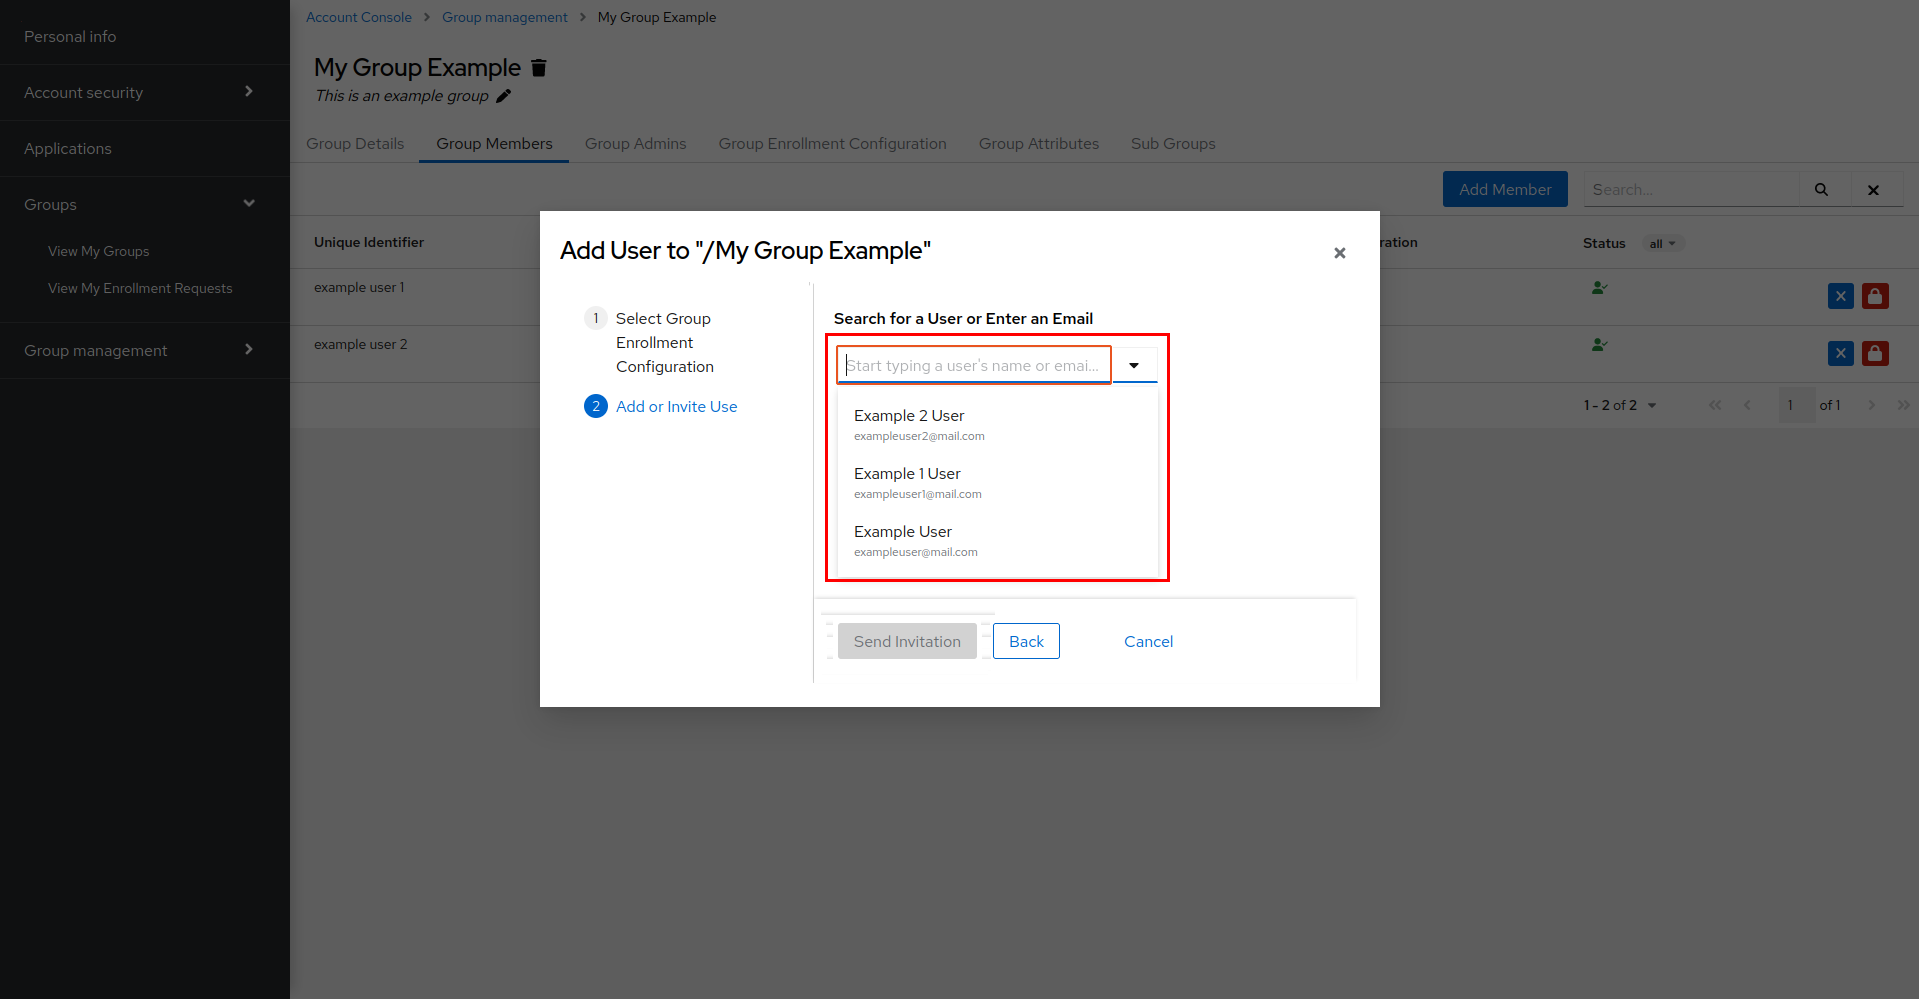 Personal info
Account security
Applications
Groups
View My Groups
View My Enrollment Requests
Group management
Account Console > Group management > My Group Example
My Group Example
This is an example group
Group Details Group Members Group Admins Group Enrollment Configuration Group Attributes Sub Groups
Add Member Search...
Unique Identifier ration Status all
example user 1
example user 2
1 - 2 of 2 1 of 1
Add User to "/My Group Example"
1 Select Group
Enrollment
Configuration
2 Add or Invite Use
Search for a User or Enter an Email
Start typing a user's name or emai...
Example 2 User
exampleuser2@mail.com
Example 1 User
exampleuser1@mail.com
Example User
exampleuser@mail.com
Send Invitation Back Cancel